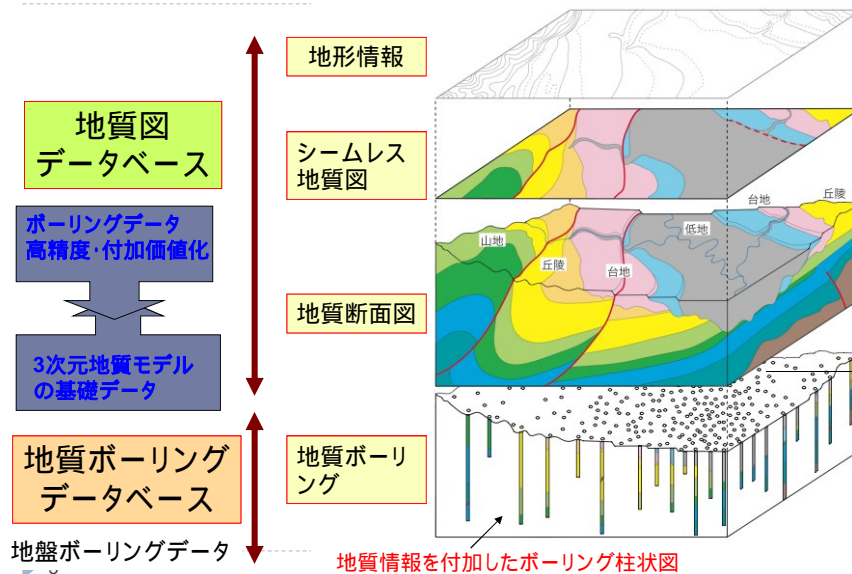 地形情報
地質図
データベース
シームレス
地質図
ボーリングデータ
高精度・付加価値化
山地
丘陵
台地
低地
台地
丘陵
地質断面図
3次元地質モデル
の基礎データ
地質ボーリング
データベース
地質ボーリ
ング
地盤ボーリングデータ
地質情報を付加したボーリング柱状図